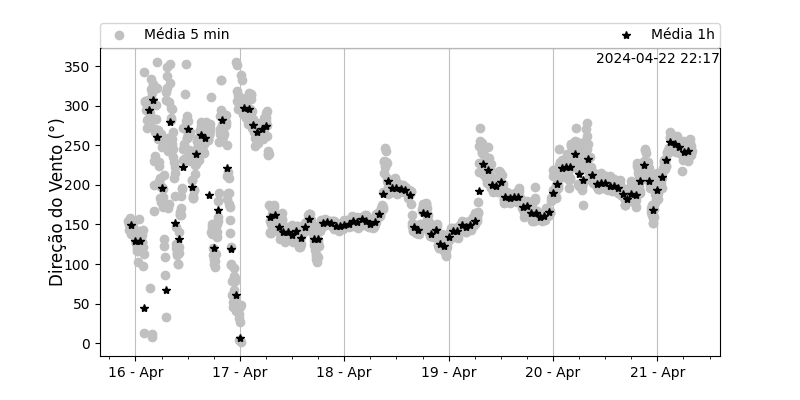 Média 5 min
Média 1h
2024-04-22 22:17
Direção do Vento (°)
350
300
250
200
150
100
50
0
16 - Apr
17 - Apr
18 - Apr
19 - Apr
20 - Apr
21 - Apr